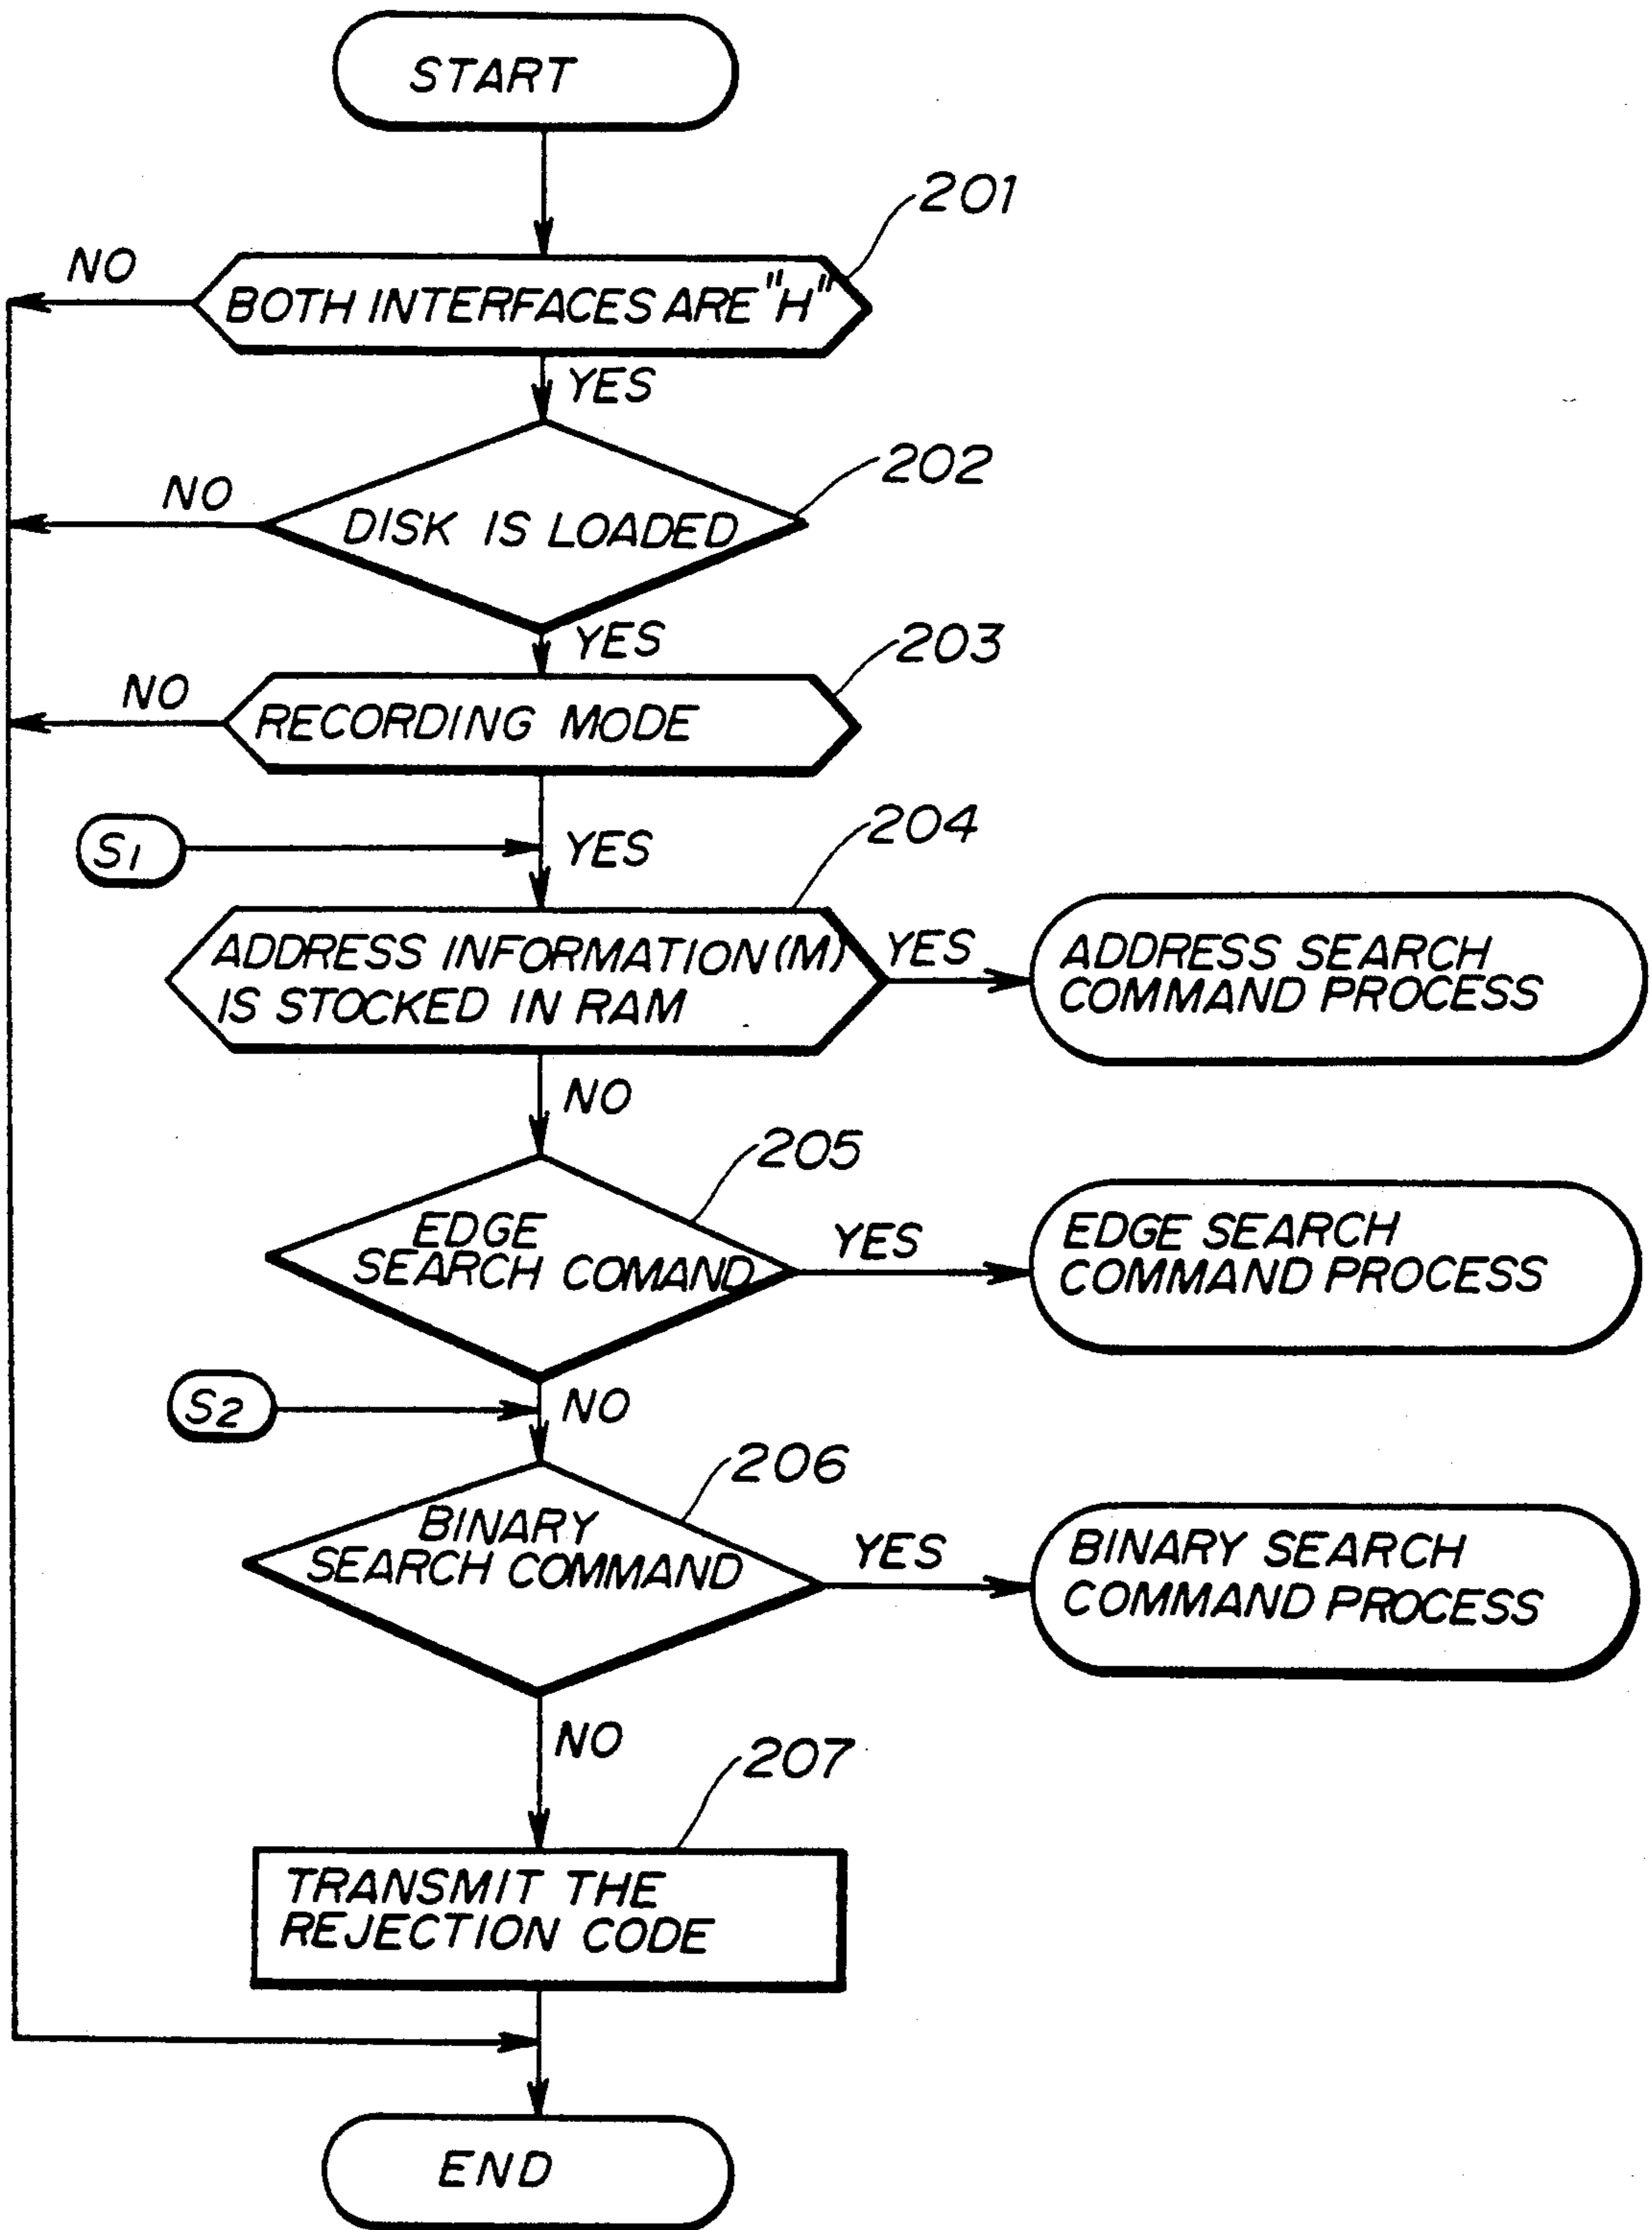 START
201
NO
BOTH INTERFACES ARE "H"
YES
202
NO
DISK IS LOADED
YES
203
NO
RECORDING MODE
S1
YES
204
ADDRESS INFORMATION (M)
IS STOCKED IN RAM
YES
ADDRESS SEARCH
COMMAND PROCESS
NO
205
EDGE
SEARCH COMAND
YES
EDGE SEARCH
COMMAND PROCESS
S2
NO
206
BINARY
SEARCH COMMAND
YES
BINARY SEARCH
COMMAND PROCESS
NO
207
TRANSMIT THE
REJECTION CODE
END